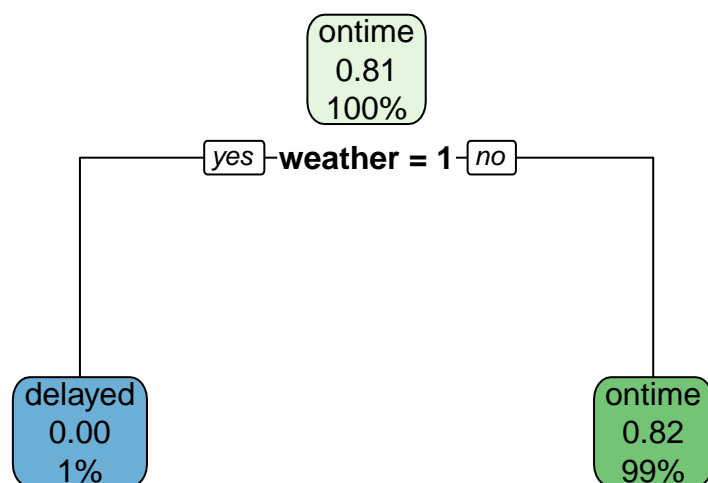 ontime
0.81
100%
yes weather = 1 no
delayed
0.00
1%
ontime
0.82
99%